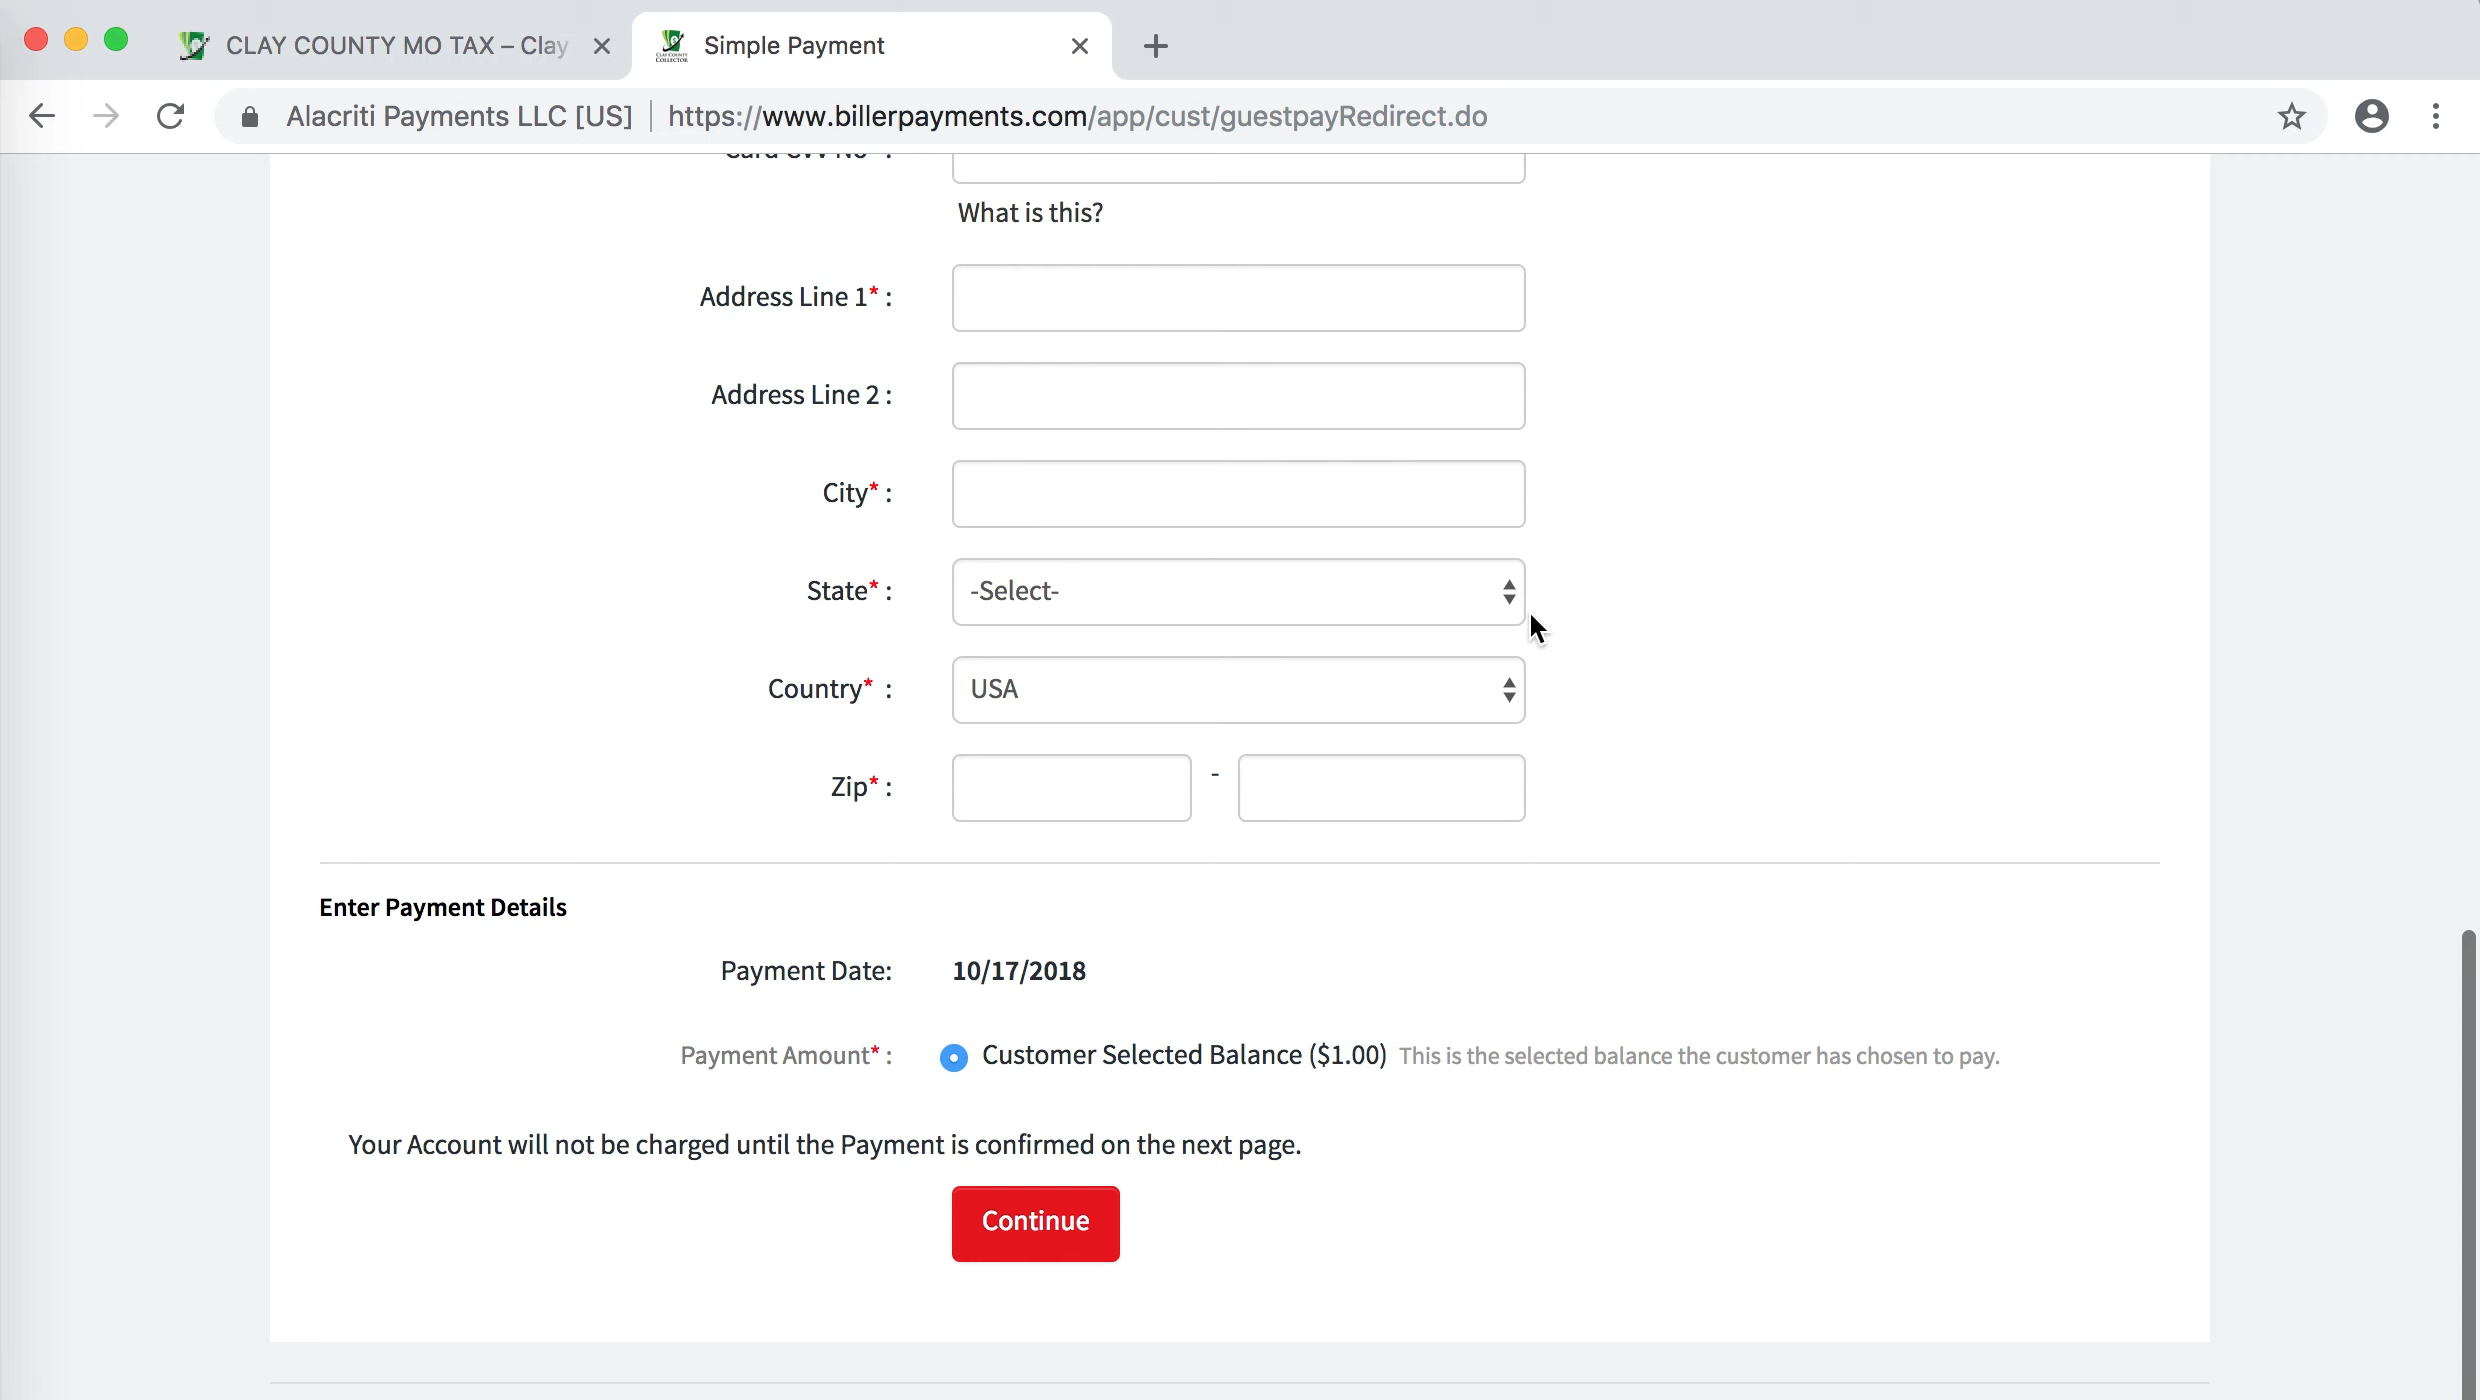 CLAY COUNTY MO TAX – Clay
Simple Payment
Alacriti Payments LLC [US] | https://www.billerpayments.com/app/cust/guestpayRedirect.do
What is this?
Address Line 1* :
Address Line 2 :
City* :
State* : -Select-
Country* : USA
Zip* : -
Enter Payment Details
Payment Date: 10/17/2018
Payment Amount* : Customer Selected Balance ($1.00) This is the selected balance the customer has chosen to pay.
Your Account will not be charged until the Payment is confirmed on the next page.
Continue